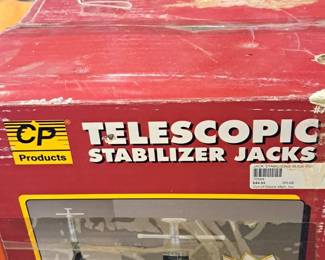 CP
Products
TELESCOPIC
STABILIZER JACKS